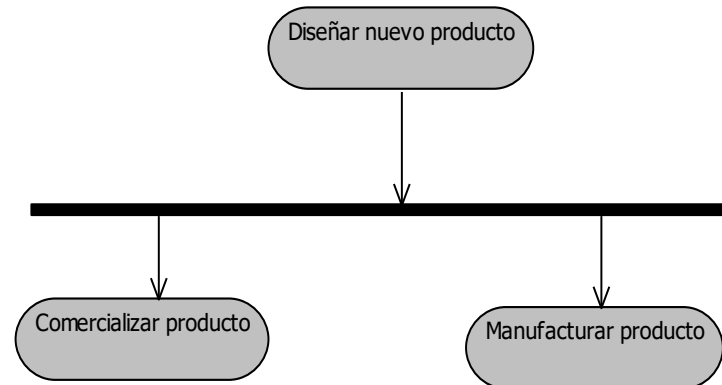 Diseñar nuevo producto
Comercializar producto
Manufacturar producto